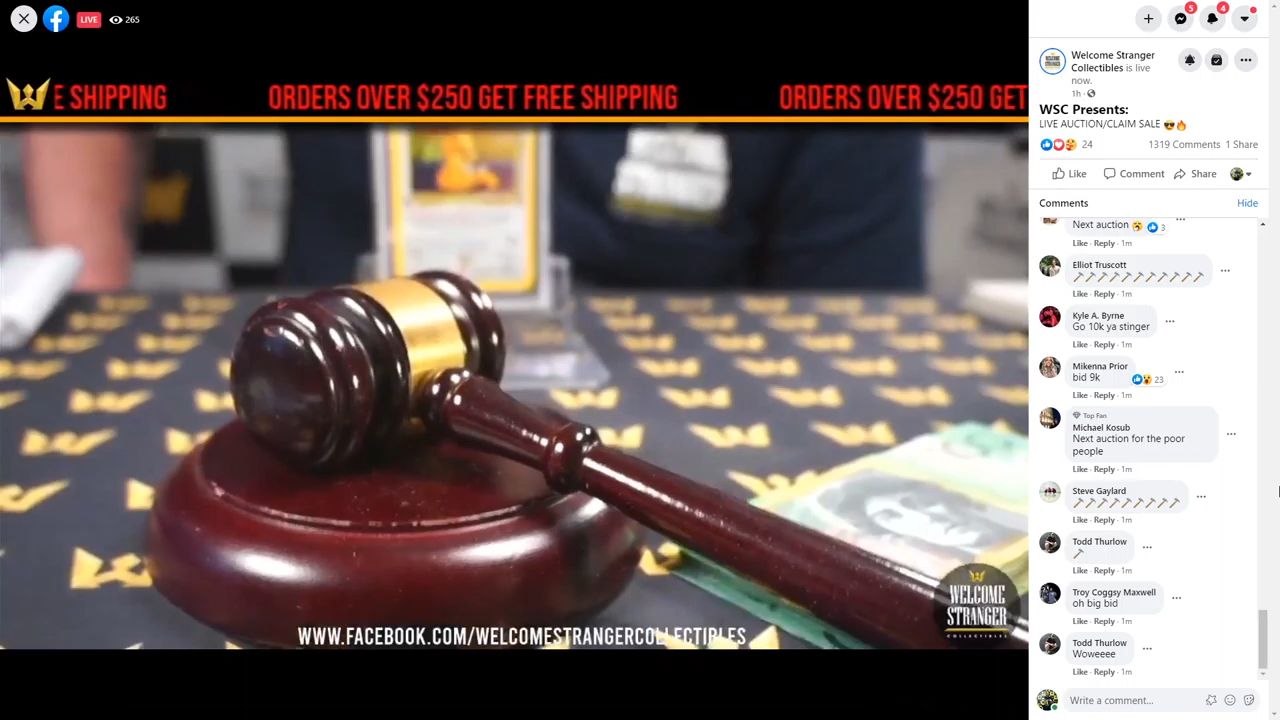 LIVE
265
E SHIPPING
ORDERS OVER $250 GET FREE SHIPPING
ORDERS OVER $250 GET
WELCOME
STRANGER
COLLECTIBLES
WWW.FACEBOOK.COM/WELCOMESTRANGERCOLLECTIBLES
5
4
Welcome Stranger
Collectibles is live
now.
1h ·
WSC Presents:
LIVE AUCTION/CLAIM SALE 😎🔥
24
1319 Comments 1 Share
Like
Comment
Share
Comments
Hide
Next auction
3
Like · Reply · 1m
Elliot Truscott
Like · Reply · 1m
Kyle A. Byrne
Go 10k ya stinger
Like · Reply · 1m
Mikenna Prior
bid 9k
23
Like · Reply · 1m
Top Fan
Michael Kosub
Next auction for the poor
people
Like · Reply · 1m
Steve Gaylard
Like · Reply · 1m
Todd Thurlow
Like · Reply · 1m
Troy Coggsy Maxwell
oh big bid
Like · Reply · 1m
Todd Thurlow
Woweeee
Like · Reply · 1m
Write a comment...